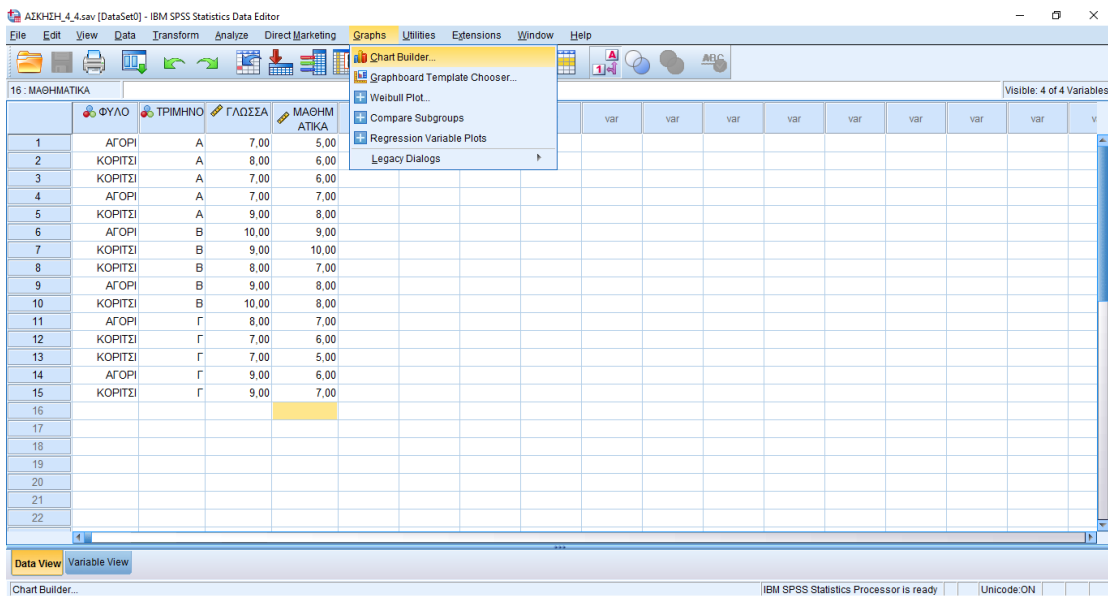 ΑΣΚΗΣΗ_4_4.sav [DataSet0] - IBM SPSS Statistics Data Editor
File Edit View Data Transform Analyze Direct Marketing Graphs Utilities Extensions Window Help
Chart Builder...
Graphboard Template Chooser...
Weibull Plot...
Compare Subgroups
Regression Variable Plots
Legacy Dialogs
16 : ΜΑΘΗΜΑΤΙΚΑ Visible: 4 of 4 Variables
ΦΥΛΟ ΤΡΙΜΗΝΟ ΓΛΩΣΣΑ ΜΑΘΗΜ
ΑΤΙΚΑ
var var var var var var var var
1 ΑΓΟΡΙ Α 7,00 5,00
2 ΚΟΡΙΤΣΙ Α 8,00 6,00
3 ΚΟΡΙΤΣΙ Α 7,00 6,00
4 ΑΓΟΡΙ Α 7,00 7,00
5 ΚΟΡΙΤΣΙ Α 9,00 8,00
6 ΑΓΟΡΙ Β 10,00 9,00
7 ΚΟΡΙΤΣΙ Β 9,00 10,00
8 ΚΟΡΙΤΣΙ Β 8,00 7,00
9 ΑΓΟΡΙ Β 9,00 8,00
10 ΚΟΡΙΤΣΙ Β 10,00 8,00
11 ΑΓΟΡΙ Γ 8,00 7,00
12 ΚΟΡΙΤΣΙ Γ 7,00 6,00
13 ΚΟΡΙΤΣΙ Γ 7,00 5,00
14 ΑΓΟΡΙ Γ 9,00 6,00
15 ΚΟΡΙΤΣΙ Γ 9,00 7,00
16
17
18
19
20
21
22
Data View Variable View
Chart Builder... IBM SPSS Statistics Processor is ready Unicode:ON